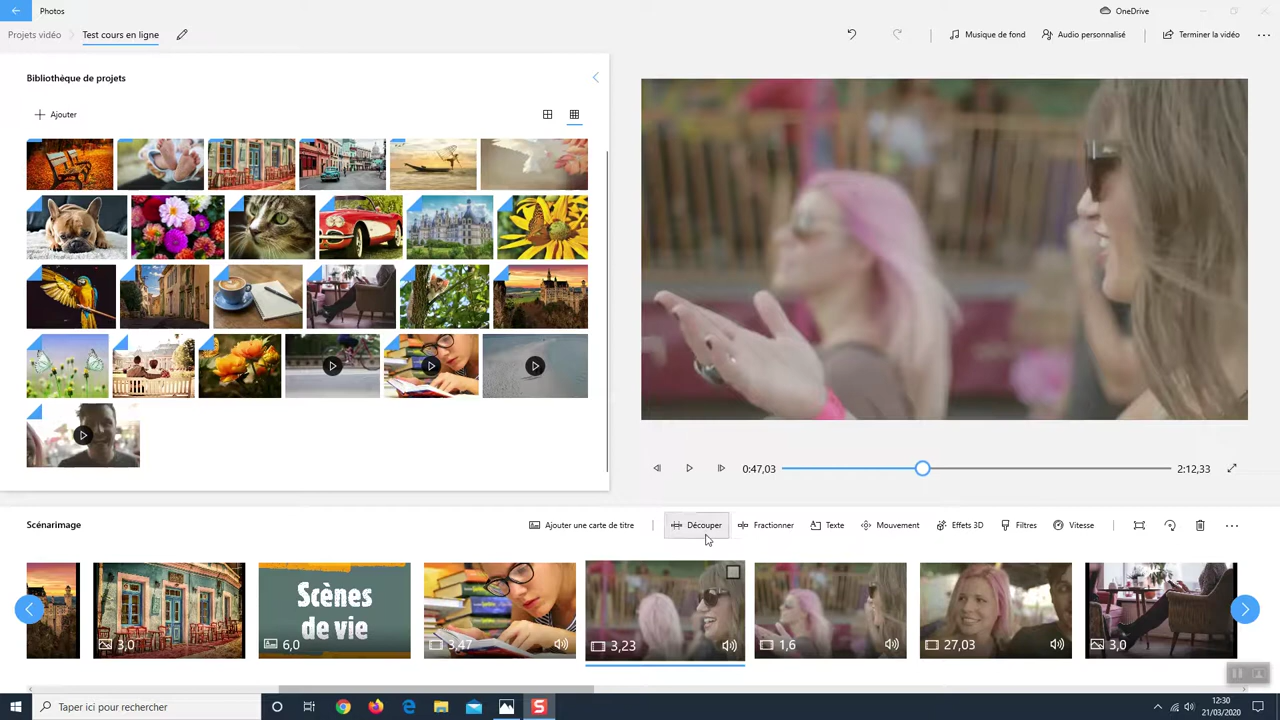 Photos
OneDrive
Projets vidéo
Test cours en ligne
Musique de fond
Audio personnalisé
Terminer la vidéo
Bibliothèque de projets
Ajouter
0:47,03
2:12,33
Scénarimage
Ajouter une carte de titre
Découper
Fractionner
Texte
Mouvement
Effets 3D
Filtres
Vitesse
3,0
Scènes
de vie
6,0
3,47
3,23
1,6
27,03
3,0
Taper ici pour rechercher
12:30
21/03/2020